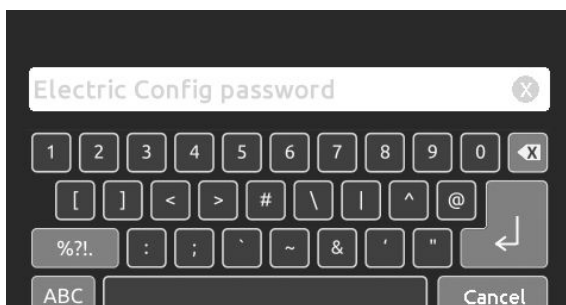 Electric Config password
1 2 3 4 5 6 7 8 9 0
[ ] < > # \ | ^ @
%?!. : ; ` ~ & ' "
ABC Cancel